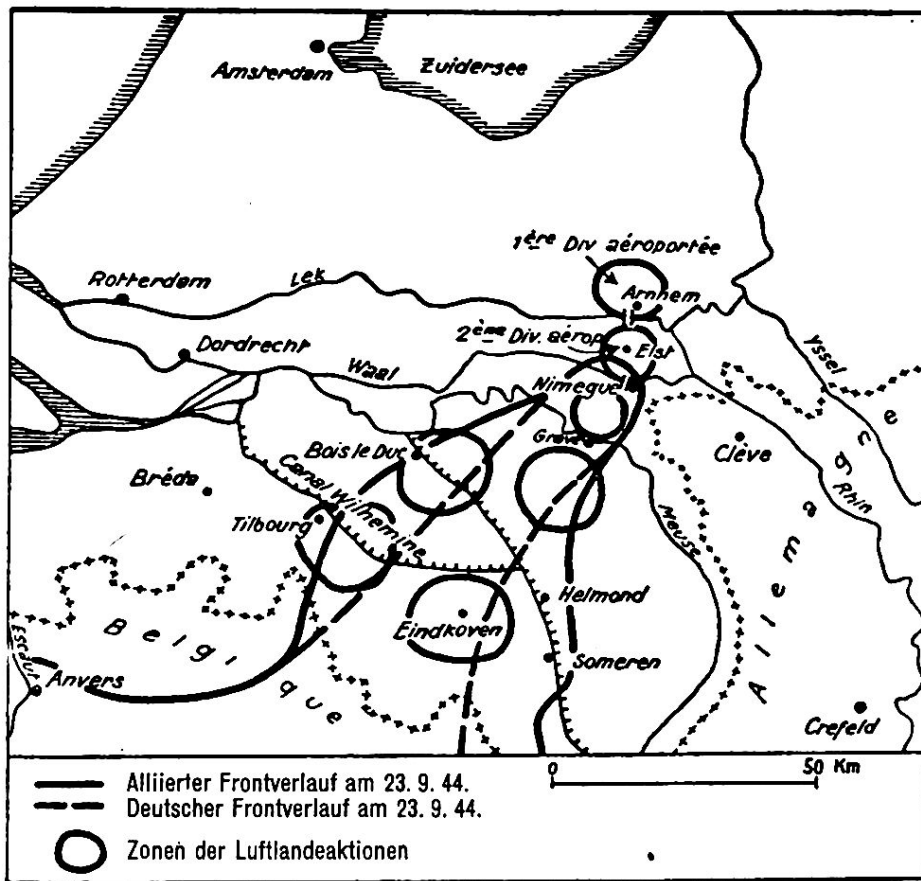 Amsterdam
Zuidersee
1ère Div aéroportée
Arnhem
Rotterdam
Lek
2ème Div. aérop
Elst
Dordrecht
Waal
Nimegue
Yssel
Grave
Clève
Bois le Duc
Rhin
Bréda
Canal Wilhemine
Tilbourg
Meuse
Helmond
Eindhoven
Allemagne
Belgique
Escaut
Someren
Anvers
Crefeld
0 50 Km
Alliierter Frontverlauf am 23. 9. 44.
Deutscher Frontverlauf am 23. 9. 44.
Zonen der Luftlandeaktionen